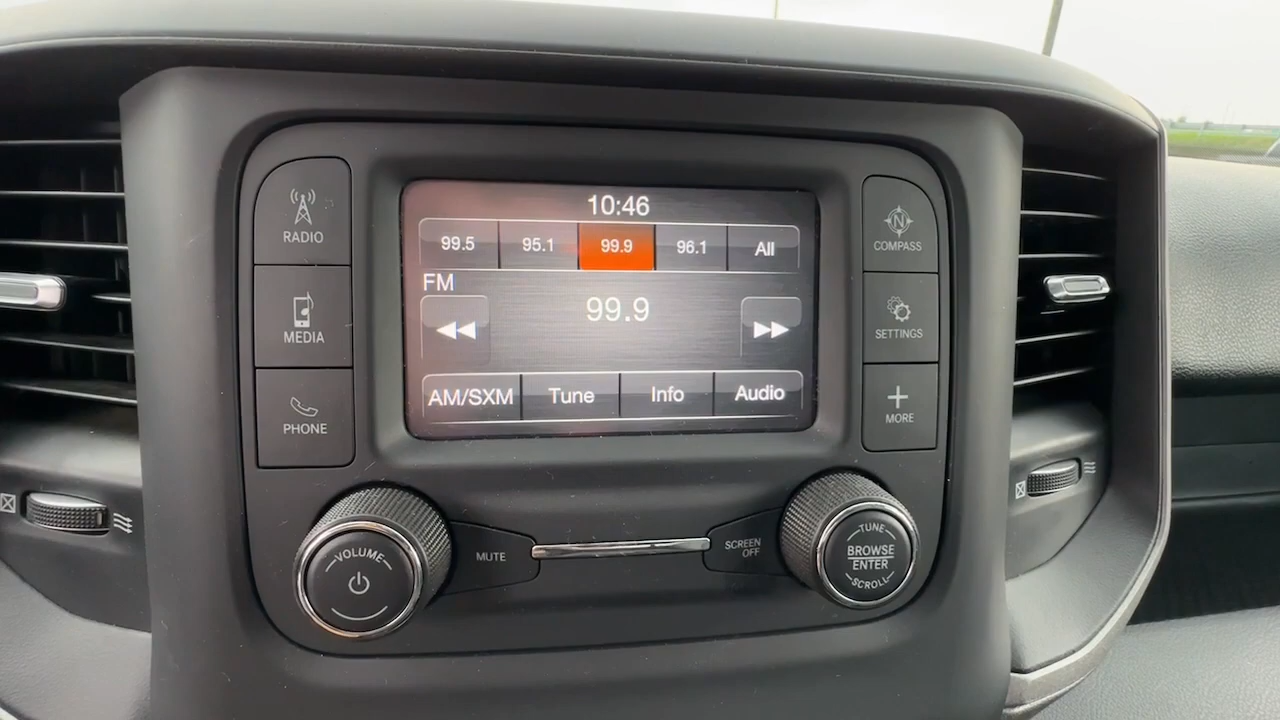 10:46
99.5 95.1 99.9 96.1 All
FM
99.9
AM/SXM Tune Info Audio
RADIO
MEDIA
PHONE
N
COMPASS
SETTINGS
MORE
VOLUME
MUTE
SCREEN
OFF
TUNE
BROWSE
ENTER
SCROLL